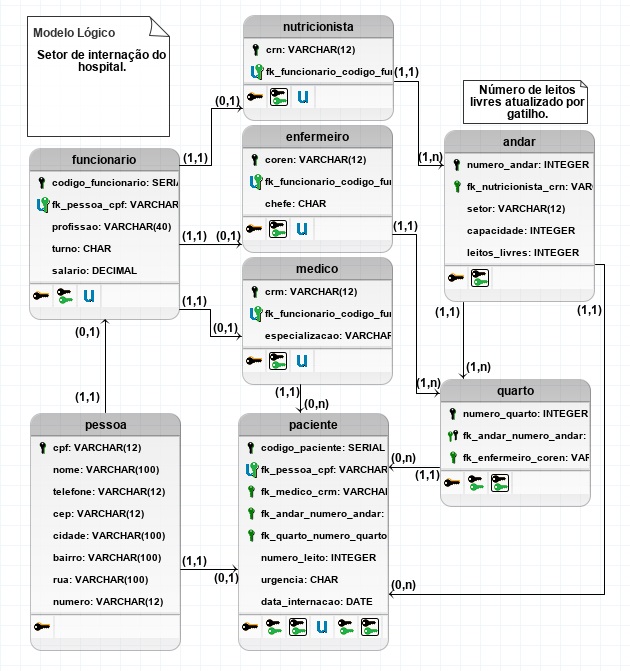 Modelo Lógico
Setor de internação do
hospital.
nutricionista
crn: VARCHAR(12)
fk_funcionario_codigo_fu
(1,1)
(0,1)
(1,1)
Número de leitos
livres atualizado por
gatilho.
enfermeiro
coren: VARCHAR(12)
fk_funcionario_codigo_fu
chefe: CHAR
(1,1)
(0,1)
(1,1)
(1,n)
andar
numero_andar: INTEGER
fk_nutricionista_crn: VAR
setor: VARCHAR(12)
capacidade: INTEGER
leitos_livres: INTEGER
funcionario
codigo_funcionario: SERI
fk_pessoa_cpf: VARCHAR
profissao: VARCHAR(40)
turno: CHAR
salario: DECIMAL
medico
crm: VARCHAR(12)
fk_funcionario_codigo_fu
especializacao: VARCHAR
(1,1)
(0,1)
(1,1)
(1,1)
(0,1)
(1,1)
(1,1)
(0,n)
(1,n)
(1,n)
quarto
numero_quarto: INTEGER
fk_andar_numero_andar:
fk_enfermeiro_coren: VAR
pessoa
cpf: VARCHAR(12)
nome: VARCHAR(100)
telefone: VARCHAR(12)
cep: VARCHAR(12)
cidade: VARCHAR(100)
bairro: VARCHAR(100)
rua: VARCHAR(100)
numero: VARCHAR(12)
paciente
codigo_paciente: SERIAL
fk_pessoa_cpf: VARCHAR
fk_medico_crm: VARCHAI
fk_andar_numero_andar:
fk_quarto_numero_quarto
numero_leito: INTEGER
urgencia: CHAR
data_internacao: DATE
(0,n)
(1,1)
(1,1)
(0,1)
(0,n)